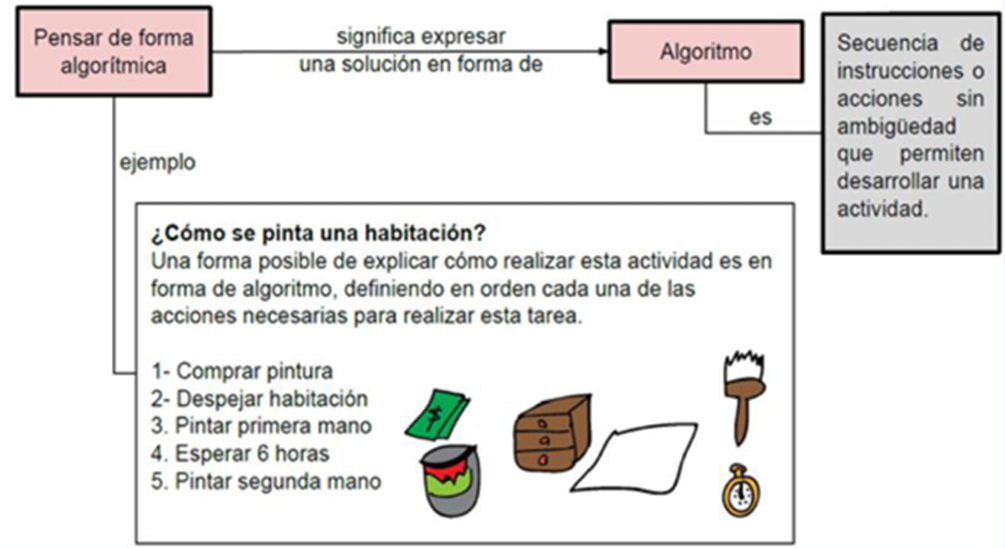 Pensar de forma
algorítmica
significa expresar
una solución en forma de
Algoritmo
es
Secuencia de
instrucciones o
acciones sin
ambigüedad
que permiten
desarrollar una
actividad.
ejemplo
¿Cómo se pinta una habitación?
Una forma posible de explicar cómo realizar esta actividad es en
forma de algoritmo, definiendo en orden cada una de las
acciones necesarias para realizar esta tarea.
1- Comprar pintura
2- Despejar habitación
3. Pintar primera mano
4. Esperar 6 horas
5. Pintar segunda mano
$